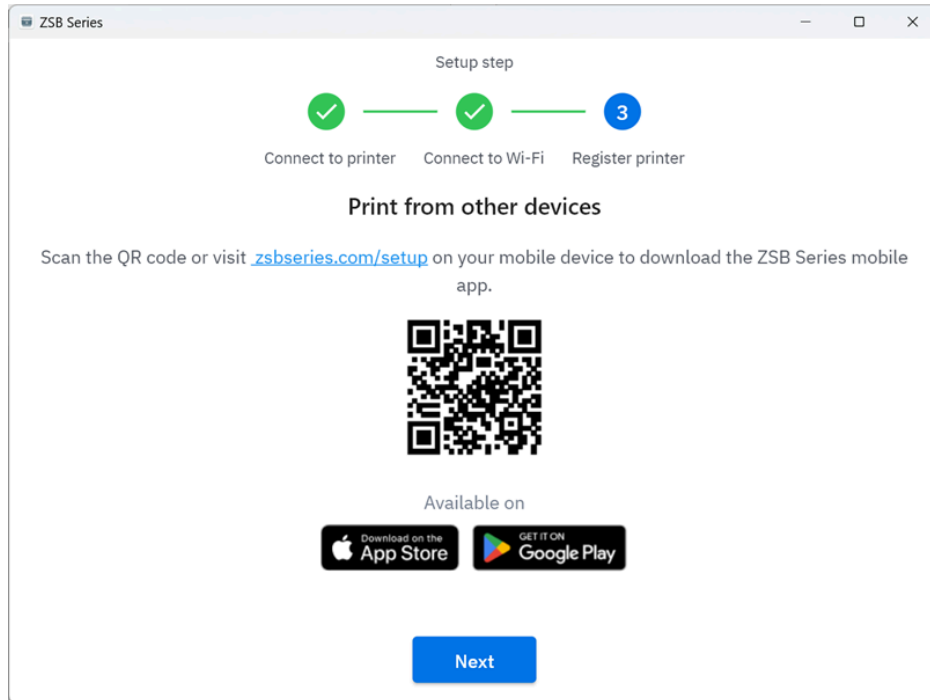 ZSB Series
Setup step
3
Connect to printer Connect to Wi-Fi Register printer
Print from other devices
Scan the QR code or visit zsbseries.com/setup on your mobile device to download the ZSB Series mobile
app.
Available on
Download on the
App Store
GET IT ON
Google Play
Next